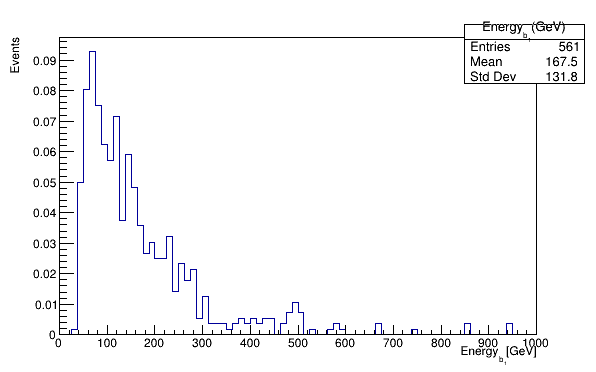 Energy_b_1 (GeV)
Entries 561
Mean 167.5
Std Dev 131.8
Events
0.09
0.08
0.07
0.06
0.05
0.04
0.03
0.02
0.01
0
0 100 200 300 400 500 600 700 800 900 1000
Energy_b_1 [GeV]